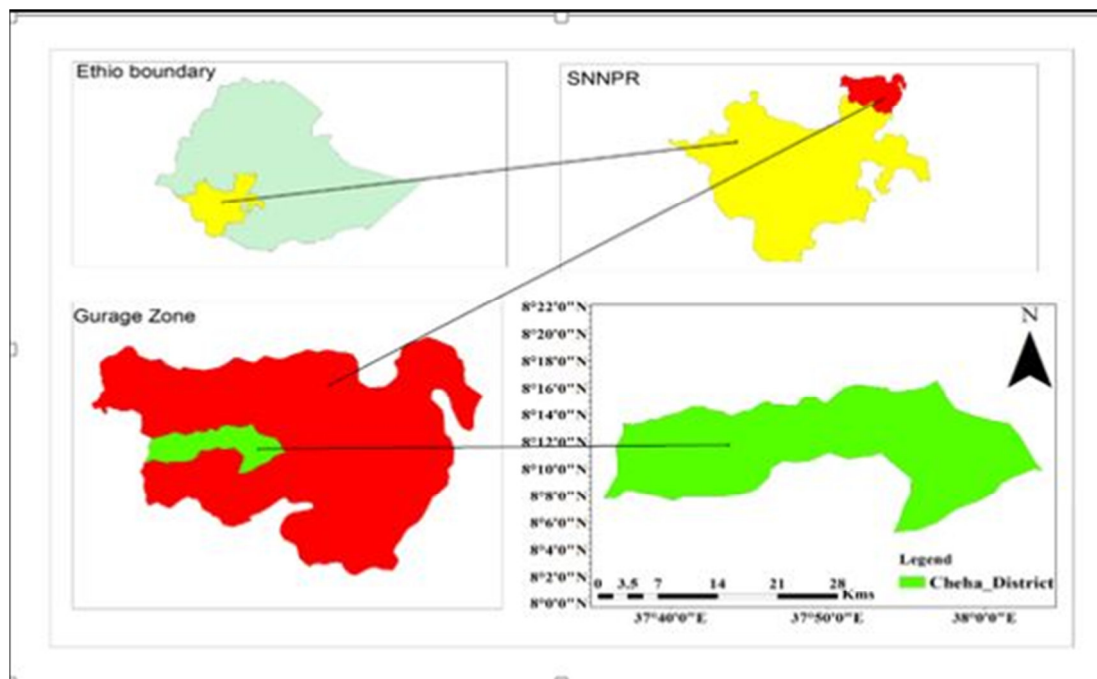 Ethio boundary
SNNPR
Gurage Zone
8°22'0"N
8°20'0"N
8°18'0"N
8°16'0"N
8°14'0"N
8°12'0"N
8°10'0"N
8°8'0"N
8°6'0"N
8°4'0"N
8°2'0"N
8°0'0"N
N
Legend
Cheha_District
0 3.5 7 14 21 28
Kms
37°40'0"E 37°50'0"E 38°0'0"E